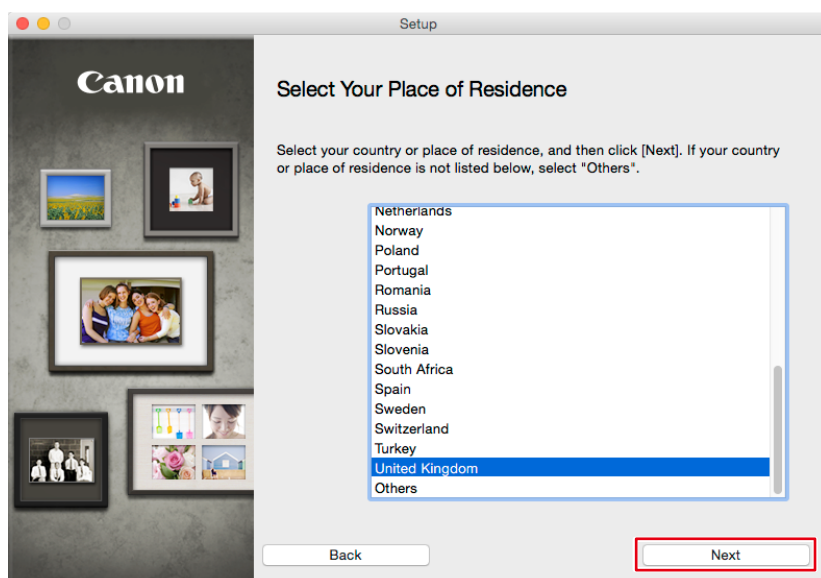 Setup
Canon
Select Your Place of Residence
Select your country or place of residence, and then click [Next]. If your country
or place of residence is not listed below, select "Others".
Netherlands
Norway
Poland
Portugal
Romania
Russia
Slovakia
Slovenia
South Africa
Spain
Sweden
Switzerland
Turkey
United Kingdom
Others
Back
Next